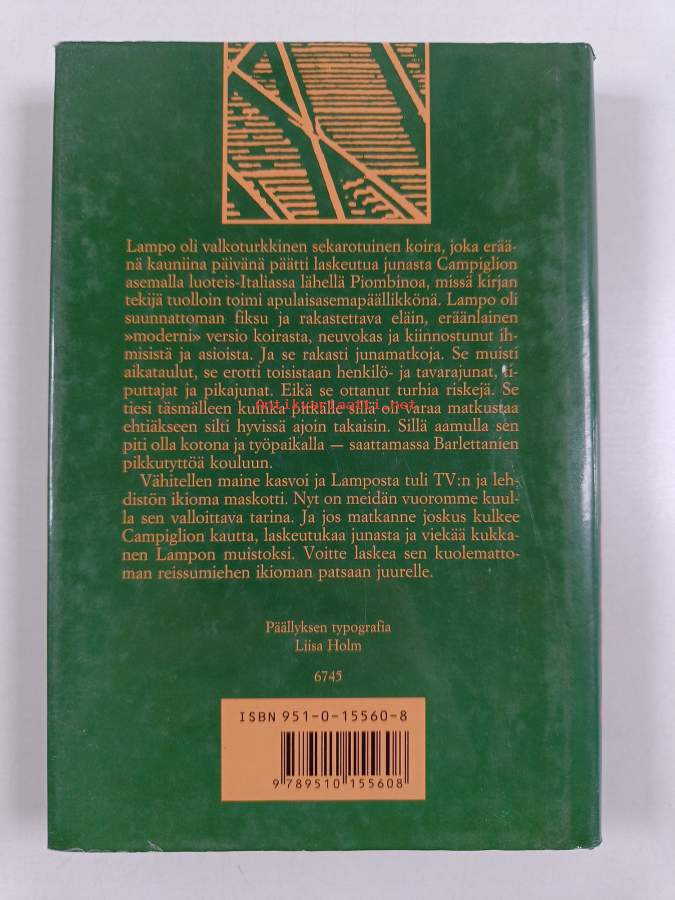 Lampo oli valkoturkkinen sekarotuinen koira, joka erää-
nä kauniina päivänä päätti laskeutua junasta Campiglion
asemalla luoteis-Italiassa lähellä Piombinoa, missä kirjan
tekijä tuolloin toimi apulaisasemapäällikkönä. Lampo oli
suunnattoman fiksu ja rakastettava eläin, eräänlainen
»moderni» versio koirasta, neuvokas ja kiinnostunut ih-
misistä ja asioista. Ja se rakasti junamatkoja. Se muisti
aikataulut, se erotti toisistaan henkilö- ja tavarajunat, ti-
puttajat ja pikajunat. Eikä se ottanut turhia riskejä. Se
tiesi täsmälleen kuinka pitkälle sillä oli varaa matkustaa
antikvariaatti.net
ehtiäkseen silti hyvissä ajoin takaisin. Sillä aamulla sen
piti olla kotona ja työpaikalla — saattamassa Barlettanien
pikkutyttöä kouluun.
Vähitellen maine kasvoi ja Lamposta tuli TV:n ja leh-
distön ikioma maskotti. Nyt on meidän vuoromme kuul-
la sen valloittava tarina. Ja jos matkanne joskus kulkee
Campiglion kautta, laskeutukaa junasta ja viekää kukka-
nen Lampon muistoksi. Voitte laskea sen kuolematto-
man reissumiehen ikioman patsaan juurelle.
Päällyksen typografia
Liisa Holm
6745
ISBN 951-0-15560-8
9 789510 155608